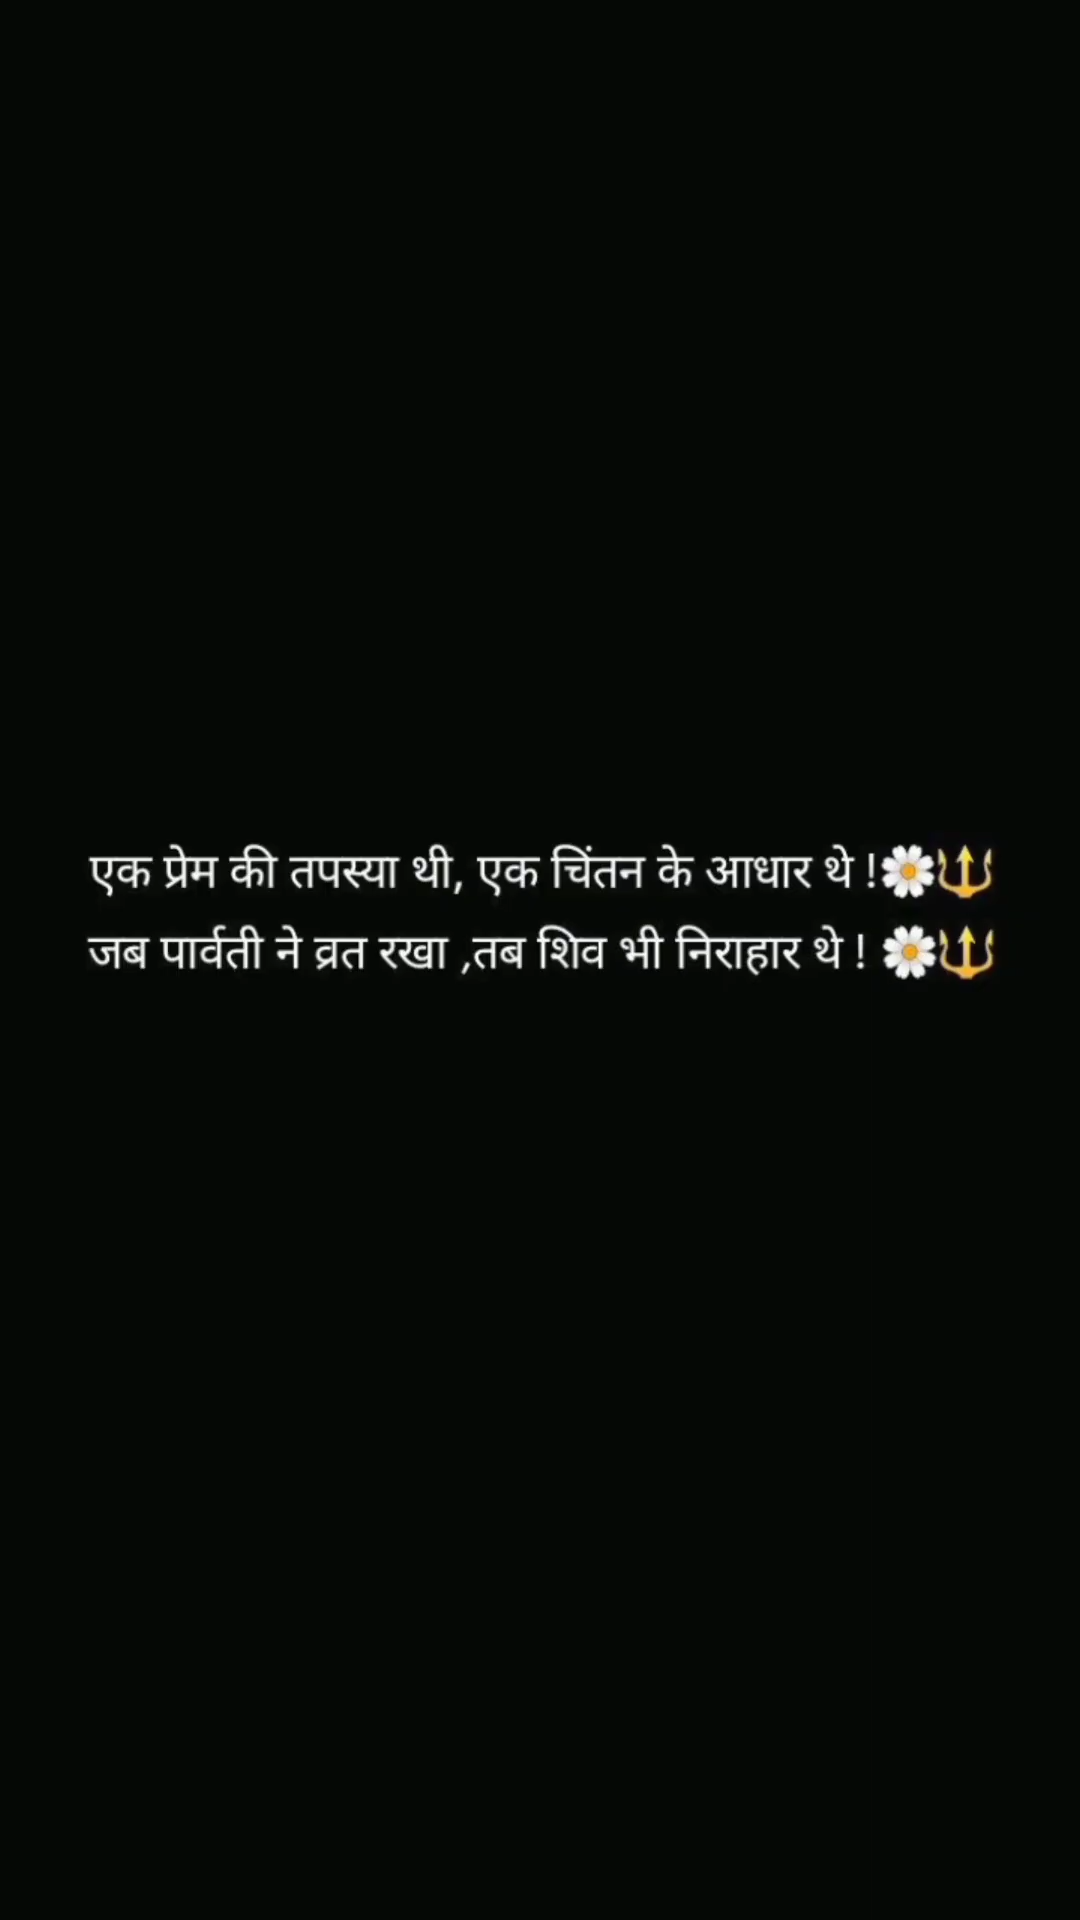 एक प्रेम की तपस्या थी, एक चिंतन के आधार थे !🌼🔱
जब पार्वती ने व्रत रखा ,तब शिव भी निराहार थे ! 🌼🔱